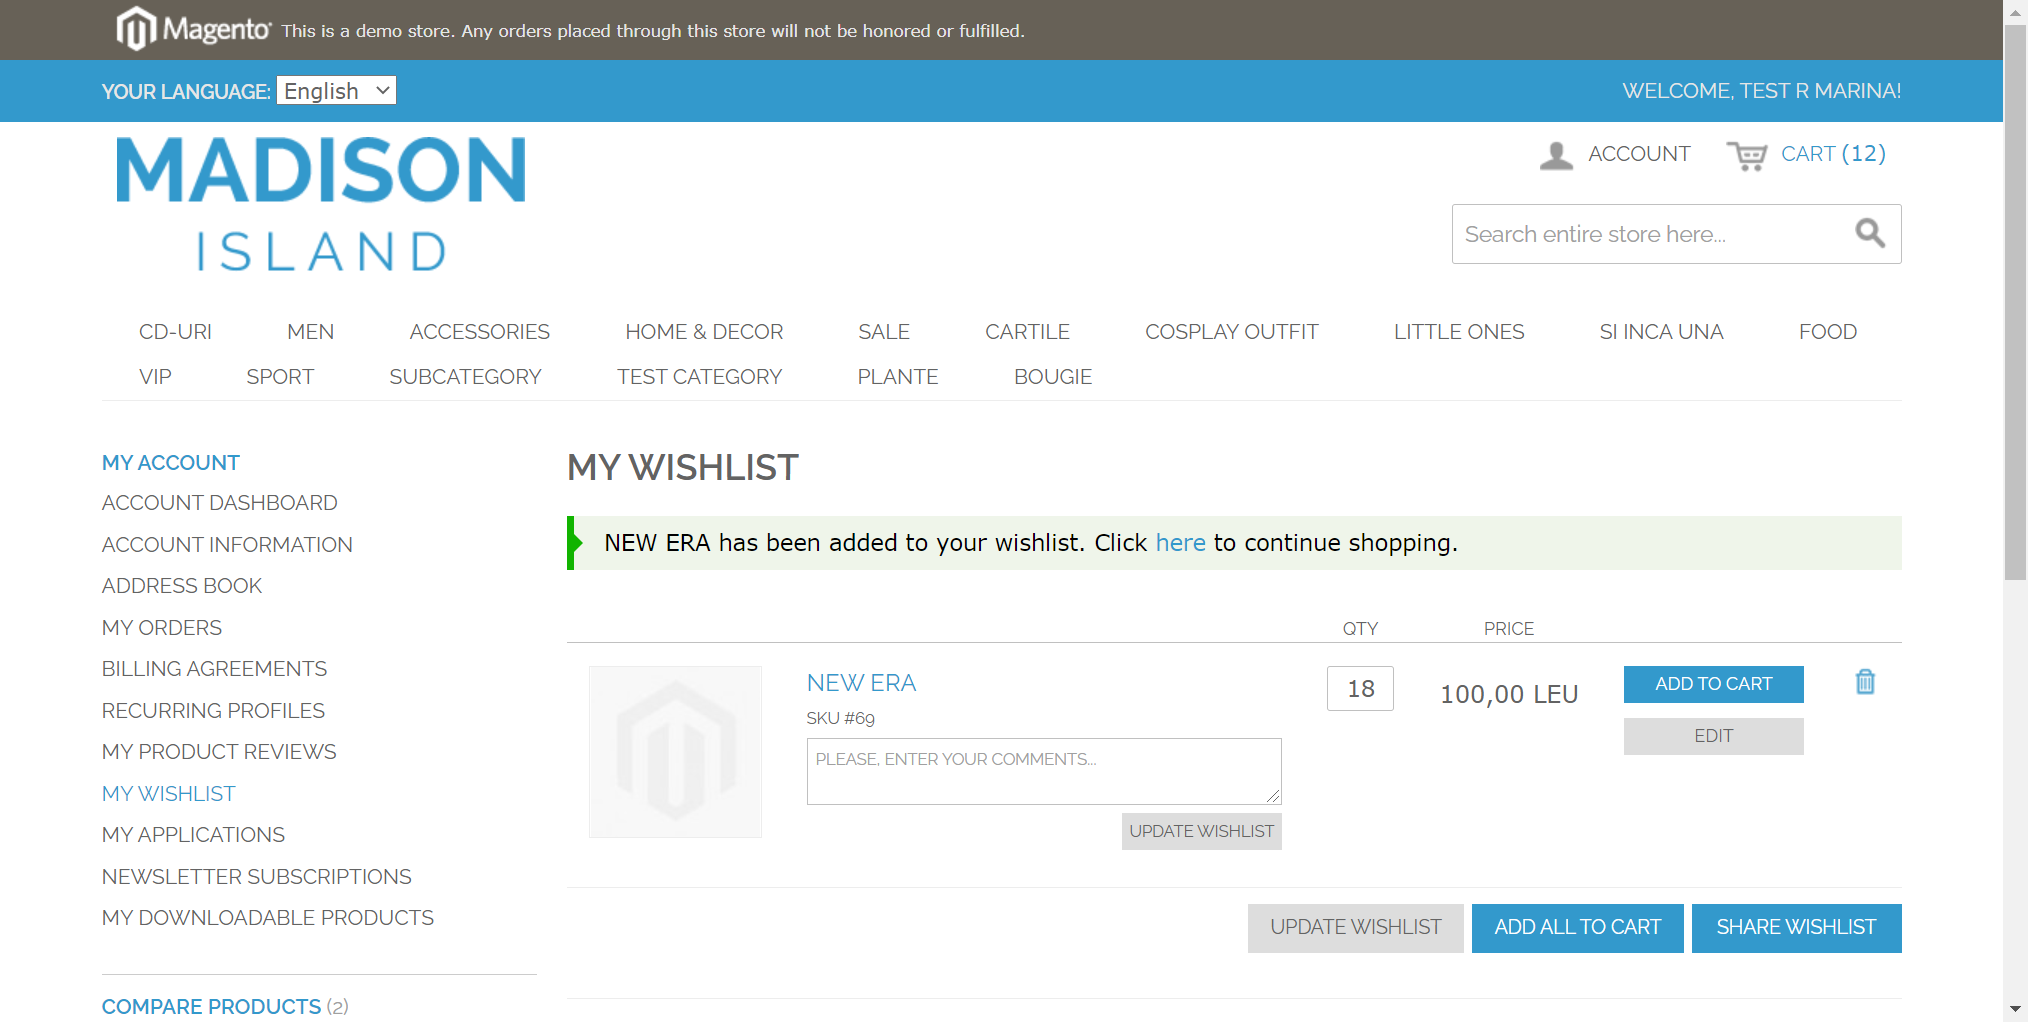 Magento This is a demo store. Any orders placed through this store will not be honored or fulfilled.
YOUR LANGUAGE: English
WELCOME, TEST R MARINA!
MADISON
ISLAND
ACCOUNT
CART (12)
Search entire store here...
CD-URI MEN ACCESSORIES HOME & DECOR SALE CARTILE COSPLAY OUTFIT LITTLE ONES SI INCA UNA FOOD
VIP SPORT SUBCATEGORY TEST CATEGORY PLANTE BOUGIE
MY ACCOUNT
ACCOUNT DASHBOARD
ACCOUNT INFORMATION
ADDRESS BOOK
MY ORDERS
BILLING AGREEMENTS
RECURRING PROFILES
MY PRODUCT REVIEWS
MY WISHLIST
MY APPLICATIONS
NEWSLETTER SUBSCRIPTIONS
MY DOWNLOADABLE PRODUCTS
COMPARE PRODUCTS (2)
MY WISHLIST
NEW ERA has been added to your wishlist. Click here to continue shopping.
QTY PRICE
NEW ERA
SKU #69
PLEASE, ENTER YOUR COMMENTS...
UPDATE WISHLIST
18
100,00 LEU
ADD TO CART
EDIT
UPDATE WISHLIST ADD ALL TO CART SHARE WISHLIST